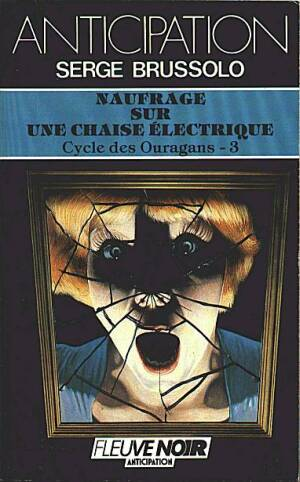 ANTICIPATION
SERGE BRUSSOLO
NAUFRAGE
SUR
UNE CHAISE ÉLECTRIQUE
Cycle des Ouragans - 3
FLEUVE NOIR
ANTICIPATION